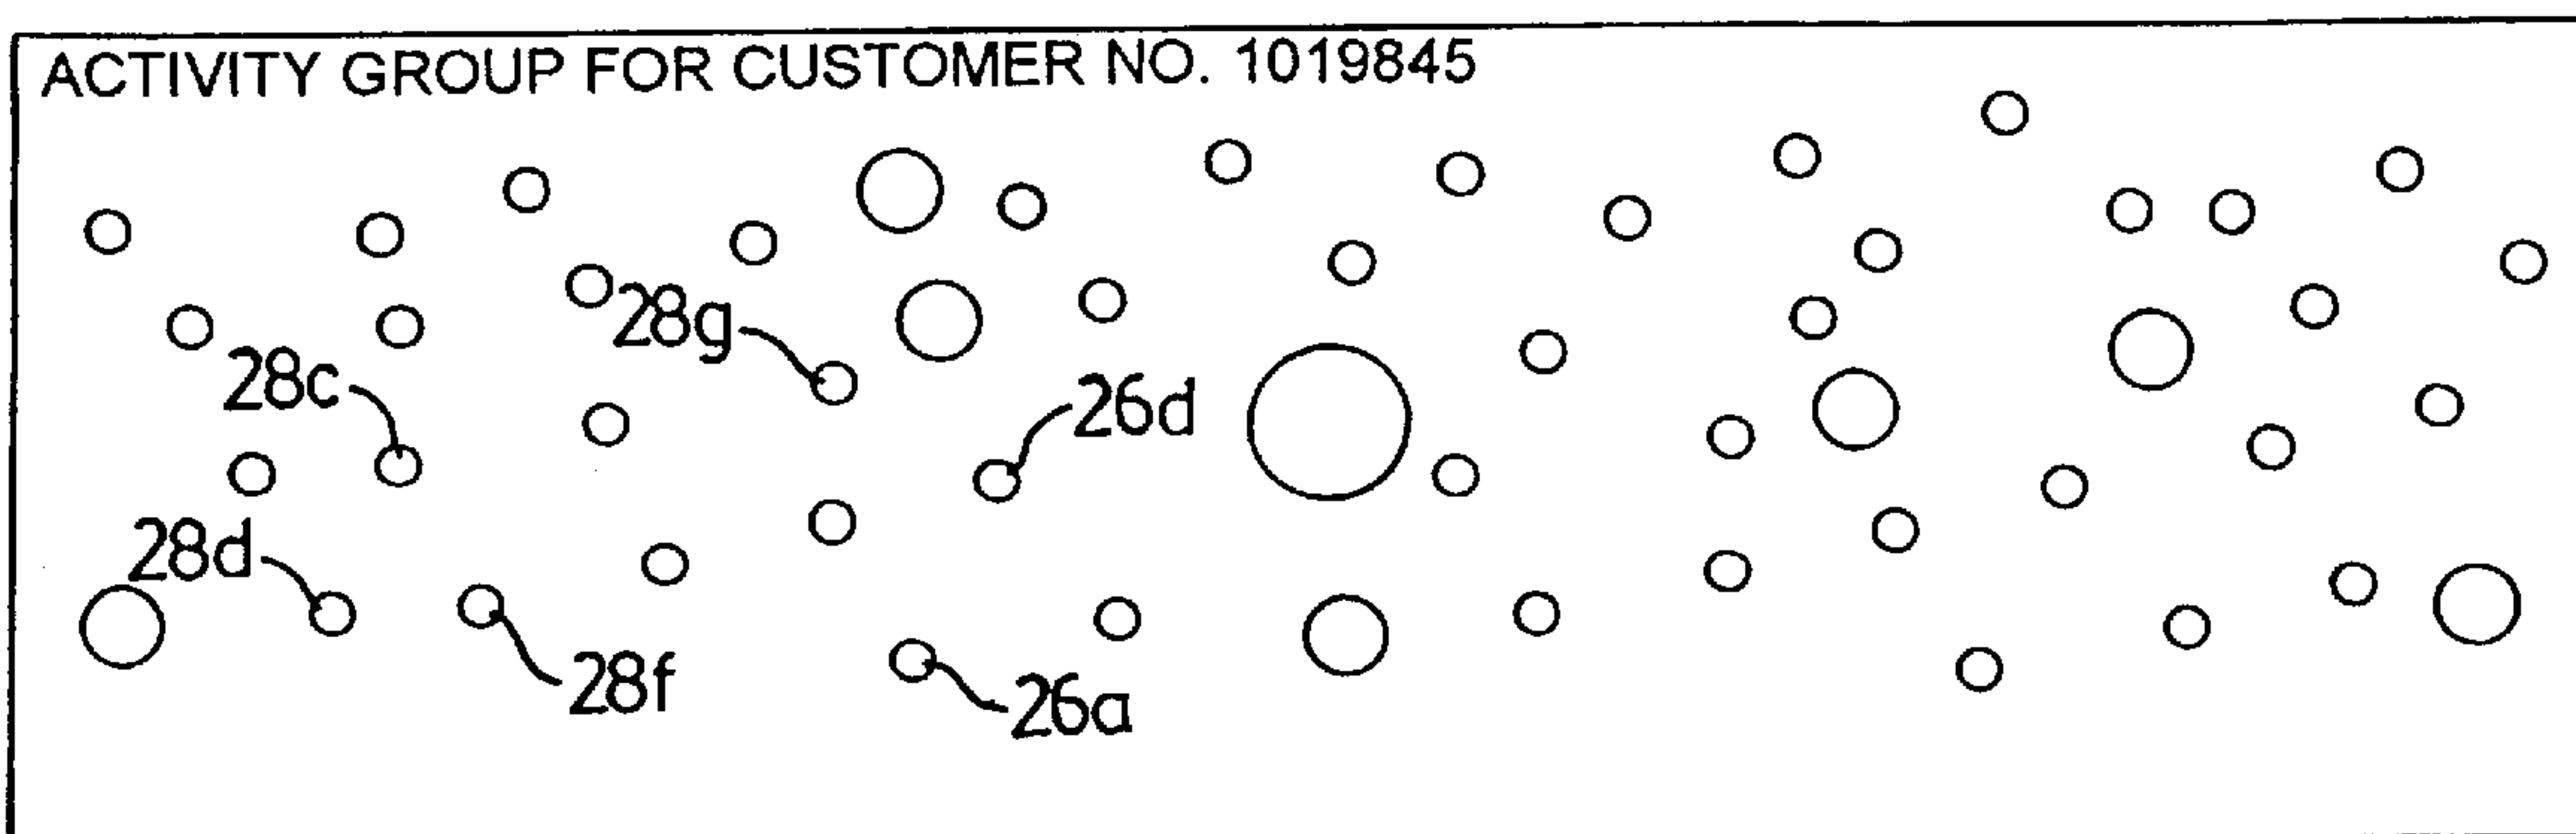 ACTIVITY GROUP FOR CUSTOMER NO. 1019845
28g
28c
26d
28d
28f
26a